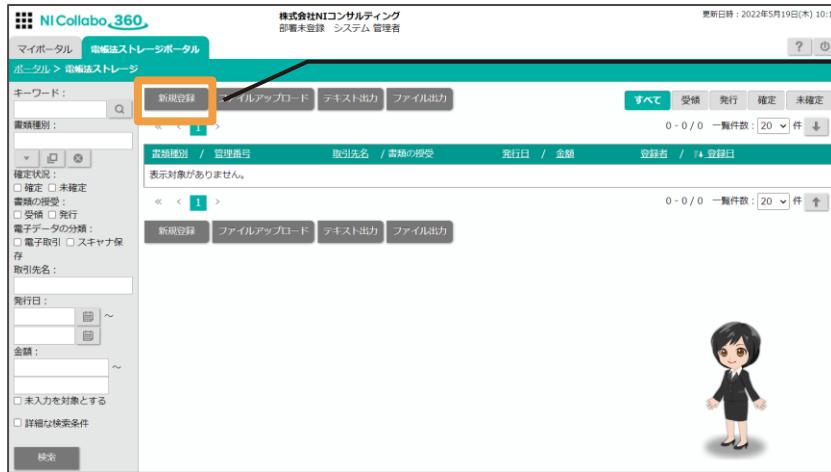 NI Collabo 360
株式会社NIコンサルティング
部署未登録 システム 管理者
更新日時：2022年5月19日(木) 10:1
マイポータル 電帳法ストレージポータル
?
ポータル > 電帳法ストレージ
キーワード：
書類種別：
確定状況：
□ 確定 □ 未確定
書類の授受：
□ 受領 □ 発行
電子データの分類：
□ 電子取引 □ スキャナ保
存
取引先名：
発行日：
～
金額：
～
□ 未入力を対象とする
□ 詳細な検索条件
検索
新規登録 ファイルアップロード テキスト出力 ファイル出力
すべて 受領 発行 確定 未確定
« < 1 >
0 - 0 / 0 一覧件数： 20 件
書類種別 / 管理番号 取引先名 / 書類の授受 発行日 / 金額 登録者 / 登録日
表示対象がありません。
« < 1 >
0 - 0 / 0 一覧件数： 20 件
新規登録 ファイルアップロード テキスト出力 ファイル出力